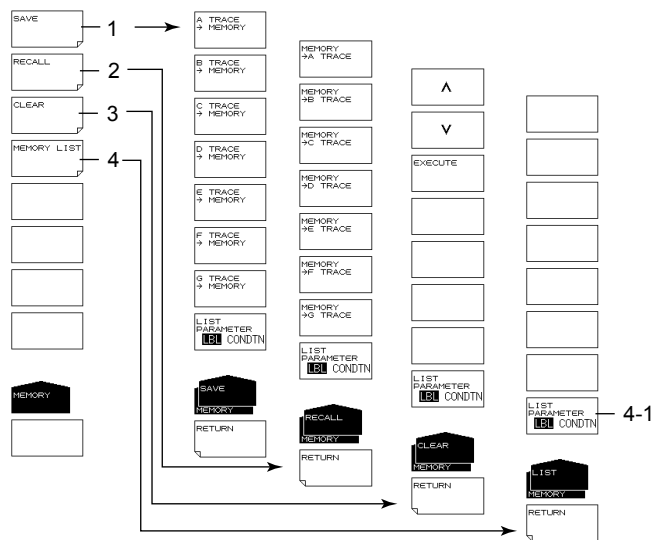 SAVE
1
RECALL
2
CLEAR
3
MEMORY LIST
4
MEMORY
A TRACE
→ MEMORY
B TRACE
→ MEMORY
C TRACE
→ MEMORY
D TRACE
→ MEMORY
E TRACE
→ MEMORY
F TRACE
→ MEMORY
G TRACE
→ MEMORY
LIST
PARAMETER
LBL CONDTN
SAVE
MEMORY
RETURN
MEMORY
→A TRACE
MEMORY
→B TRACE
MEMORY
→C TRACE
MEMORY
→D TRACE
MEMORY
→E TRACE
MEMORY
→F TRACE
MEMORY
→G TRACE
LIST
PARAMETER
LBL CONDTN
RECALL
MEMORY
RETURN
∧
∨
EXECUTE
LIST
PARAMETER
LBL CONDTN
CLEAR
MEMORY
RETURN
LIST
PARAMETER
LBL CONDTN
4-1
LIST
MEMORY
RETURN